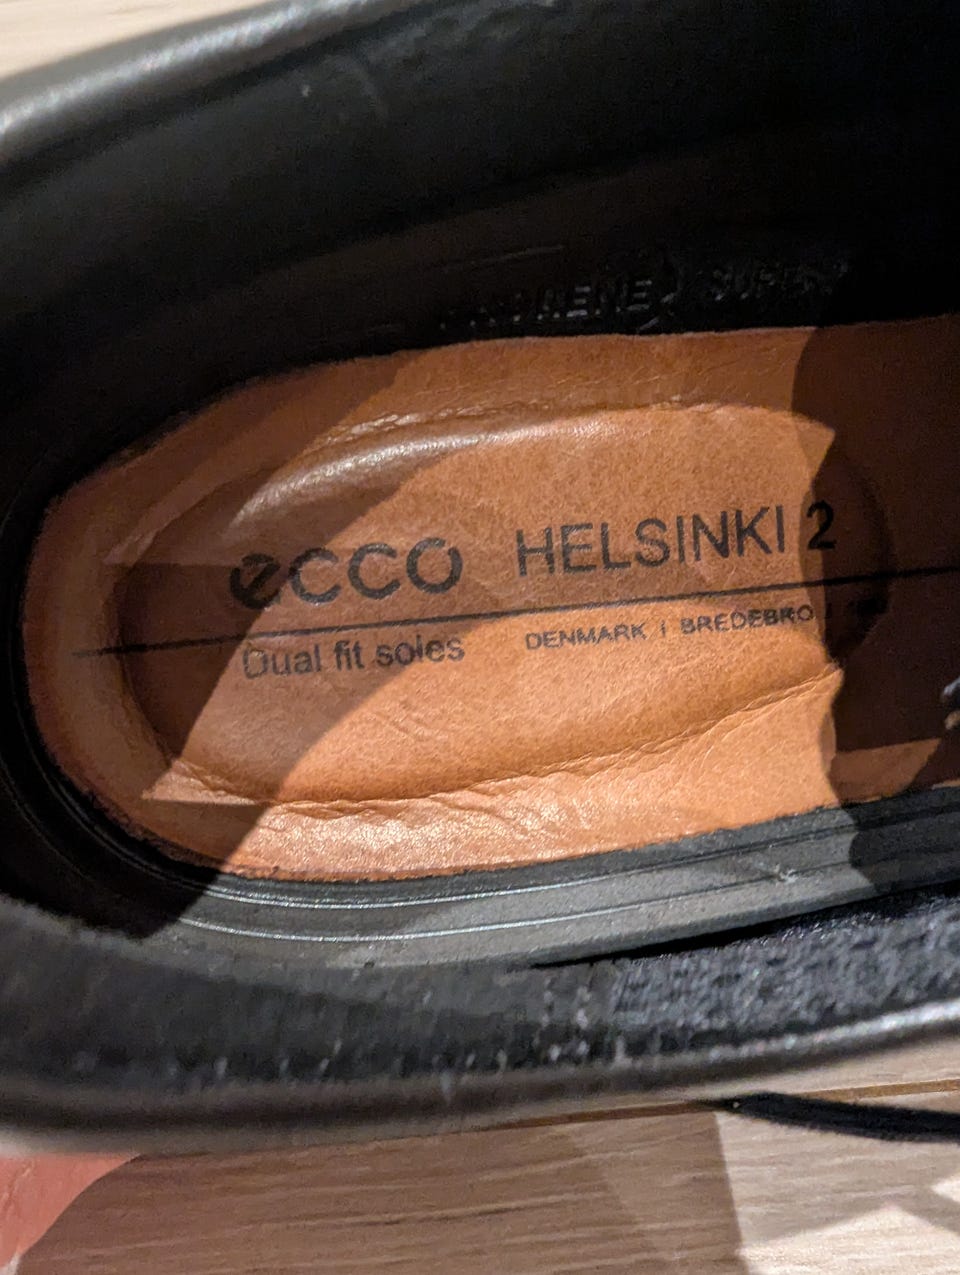 ecco HELSINKI 2
Dual fit soles DENMARK | BREDEBRO